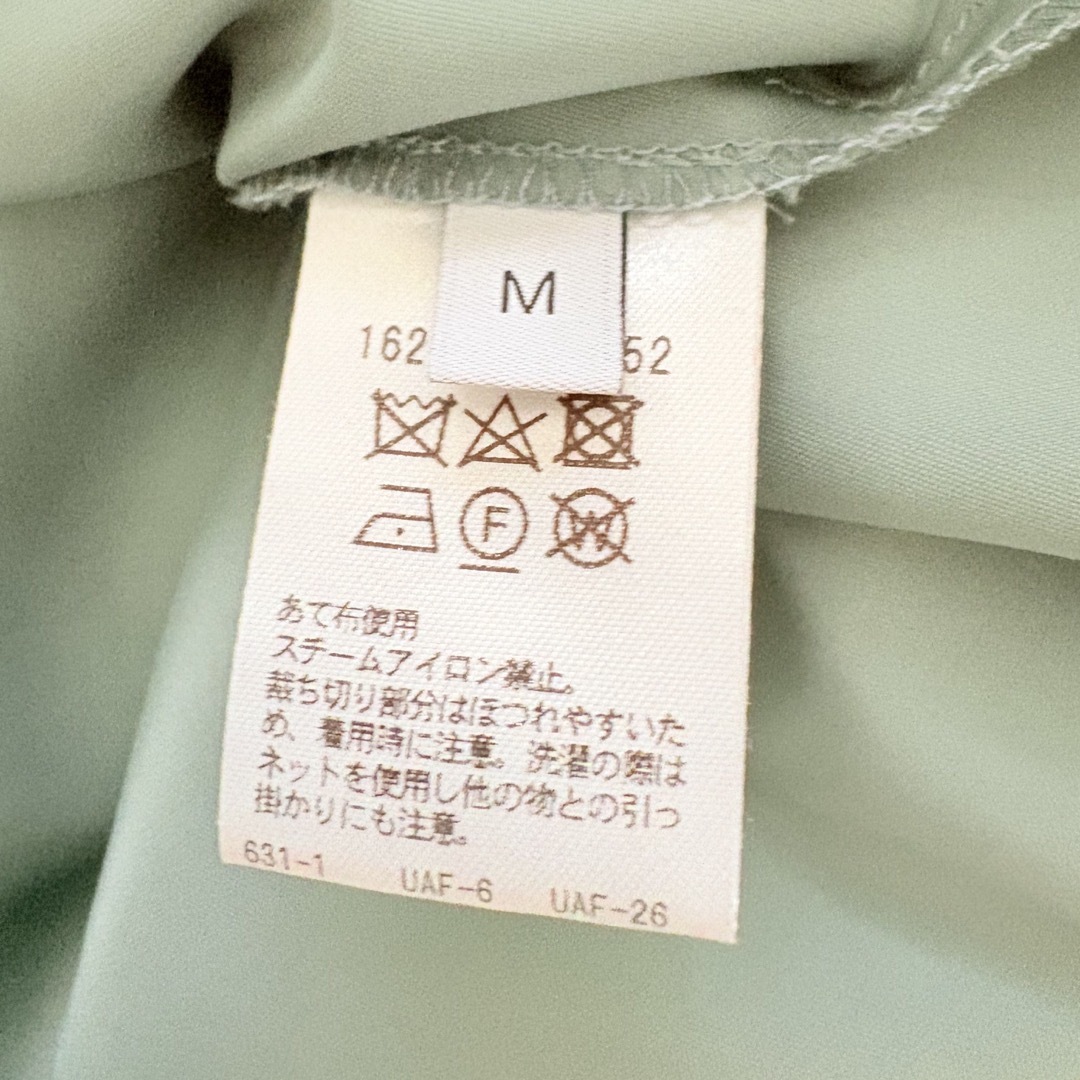 M
162
52
F
W
あて布使用
スチームアイロン禁止。
裁ち切り部分はほつれやすいた
め、着用時に注意。洗濯の際は
ネットを使用し他の物との引っ
掛かりにも注意。
631-1 UAF-6 UAF-26